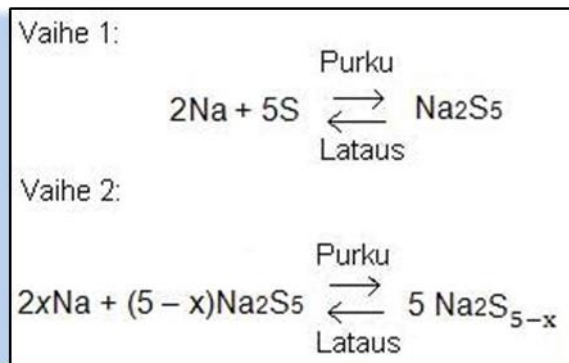 Vaihe 1:
Purku
2Na + 5S ⇄ Na2S5
Lataus
Vaihe 2:
Purku
2xNa + (5 – x)Na2S5 ⇄ 5 Na2S5−x
Lataus